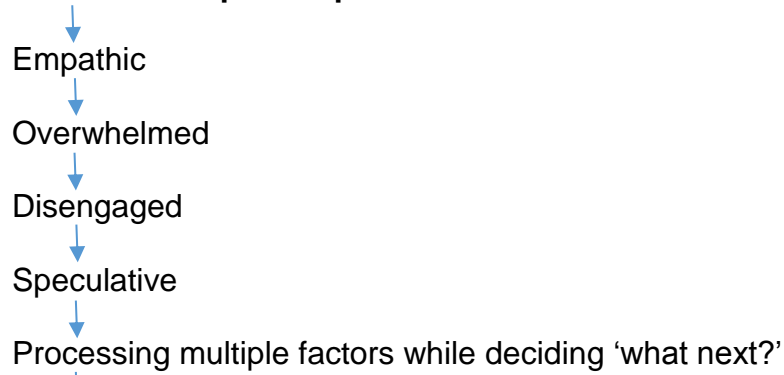 Empathic
Overwhelmed
Disengaged
Speculative
Processing multiple factors while deciding ‘what next?’